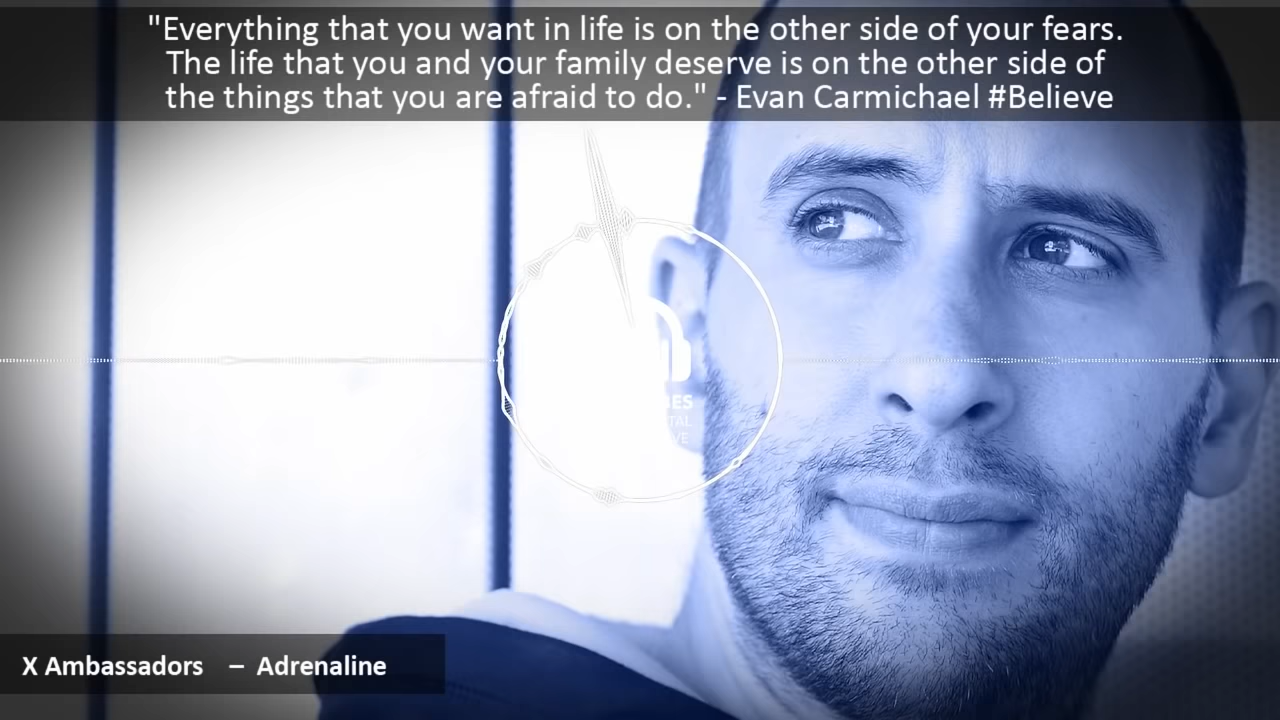 "Everything that you want in life is on the other side of your fears.
The life that you and your family deserve is on the other side of
the things that you are afraid to do." - Evan Carmichael #Believe
X Ambassadors – Adrenaline